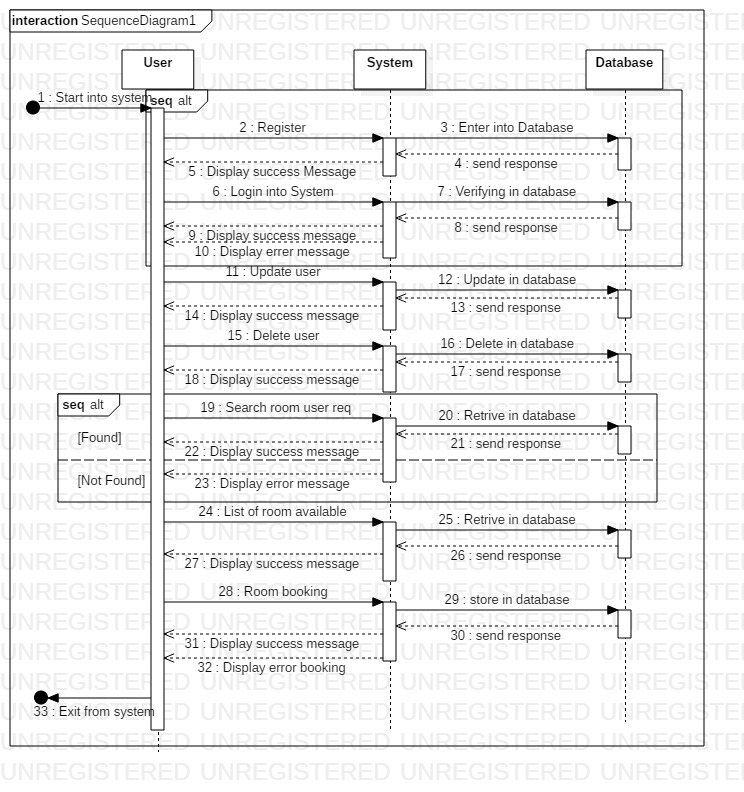 interaction SequenceDiagram1
User
System
Database
1 : Start into system
seq alt
2 : Register
3 : Enter into Database
4 : send response
5 : Display success Message
6 : Login into System
7 : Verifying in database
8 : send response
9 : Display success message
10 : Display errer message
11 : Update user
12 : Update in database
13 : send response
14 : Display success message
15 : Delete user
16 : Delete in database
17 : send response
18 : Display success message
seq alt
19 : Search room user req
20 : Retrive in database
[Found]
21 : send response
22 : Display success message
[Not Found]
23 : Display error message
24 : List of room available
25 : Retrive in database
26 : send response
27 : Display success message
28 : Room booking
29 : store in database
30 : send response
31 : Display success message
32 : Display error booking
33 : Exit from system
UNREGISTERED